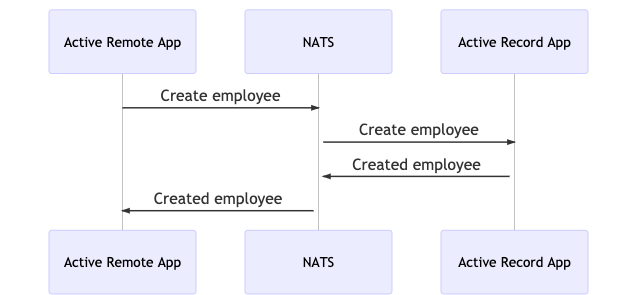 Active Remote App
NATS
Active Record App
Create employee
Create employee
Created employee
Created employee
Active Remote App
NATS
Active Record App